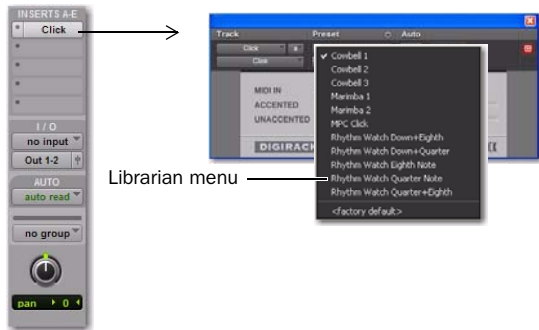 INSERTS A-E
Click
I / O
no input
Out 1-2
AUTO
auto read
no group
pan 0
Track Preset Auto
Click a
Click
MIDI IN
ACCENTED
UNACCENTED
DIGIRACK
Cowbell 1
Cowbell 2
Cowbell 3
Marimba 1
Marimba 2
MPC Click
Rhythm Watch Down+Eighth
Rhythm Watch Down+Quarter
Rhythm Watch Eighth Note
Rhythm Watch Quarter Note
Rhythm Watch Quarter+Eighth
<factory default>
Librarian menu